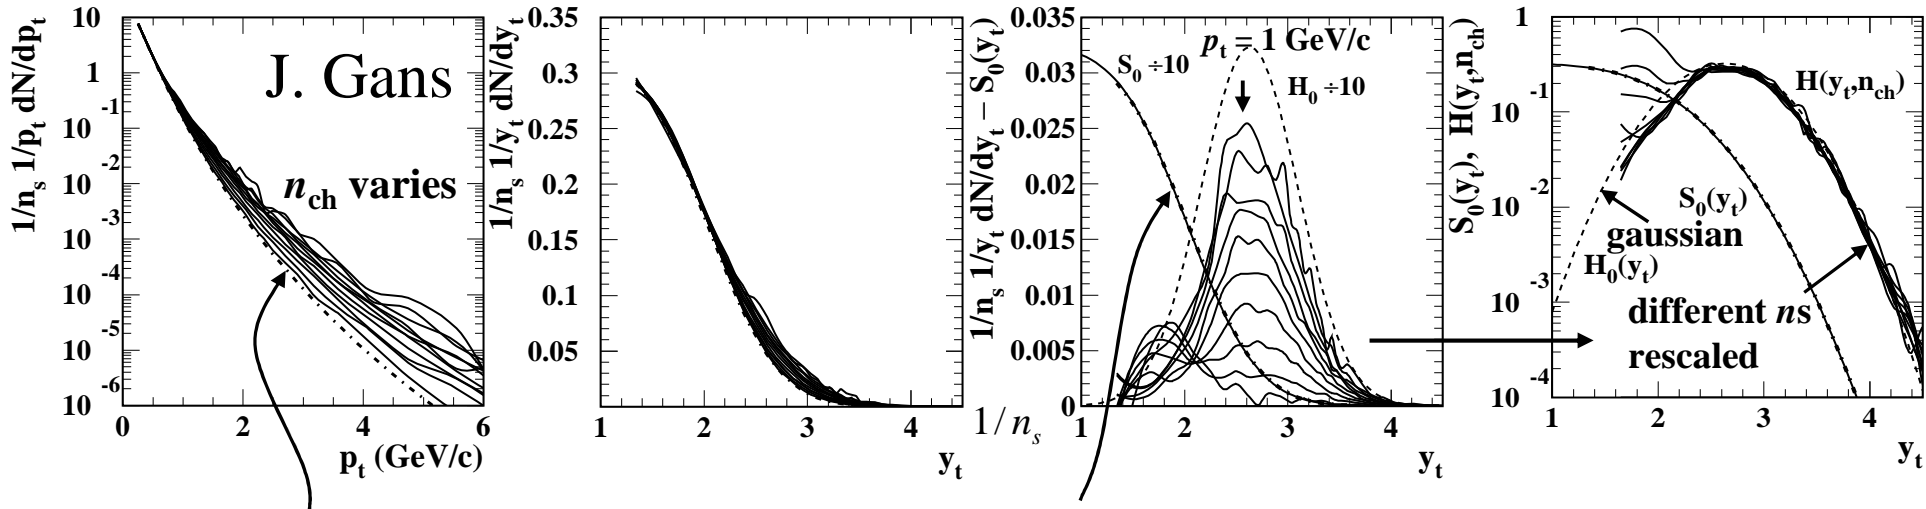 1/n_s 1/p_t dN/dp_t
10
1
10^-1
10^-2
10^-3
10^-4
10^-5
10^-6
10
10
10
10
10
J. Gans
n_ch varies
0
2
4
6
p_t (GeV/c)
1/n_s 1/y_t dN/dy_t
0.35
0.3
0.25
0.2
0.15
0.1
0.05
1
2
3
4
y_t
1/n_s 1/y_t dN/dy_t – S_0(y_t)
0.035
0.03
0.025
0.02
0.015
0.01
0.005
0
p_t = 1 GeV/c
S_0 ÷10
H_0 ÷10
1/n_s
1
2
3
4
y_t
S_0(y_t), H(y_t,n_ch)
1
10^-1
10^-2
10^-3
10^-4
H(y_t,n_ch)
S_0(y_t)
gaussian
H_0(y_t)
different ns
rescaled
1
2
3
4
y_t